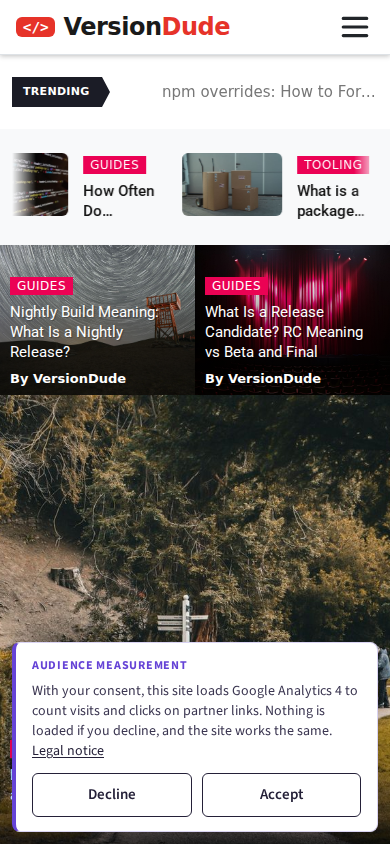 </> VersionDude
TRENDING
npm overrides: How to For...
GUIDES
How Often
Do...
TOOLING
What is a
package...
GUIDES
Nightly Build Meaning:
What Is a Nightly
Release?
By VersionDude
GUIDES
What Is a Release
Candidate? RC Meaning
vs Beta and Final
By VersionDude
AUDIENCE MEASUREMENT
With your consent, this site loads Google Analytics 4 to
count visits and clicks on partner links. Nothing is
loaded if you decline, and the site works the same.
Legal notice
Decline
Accept